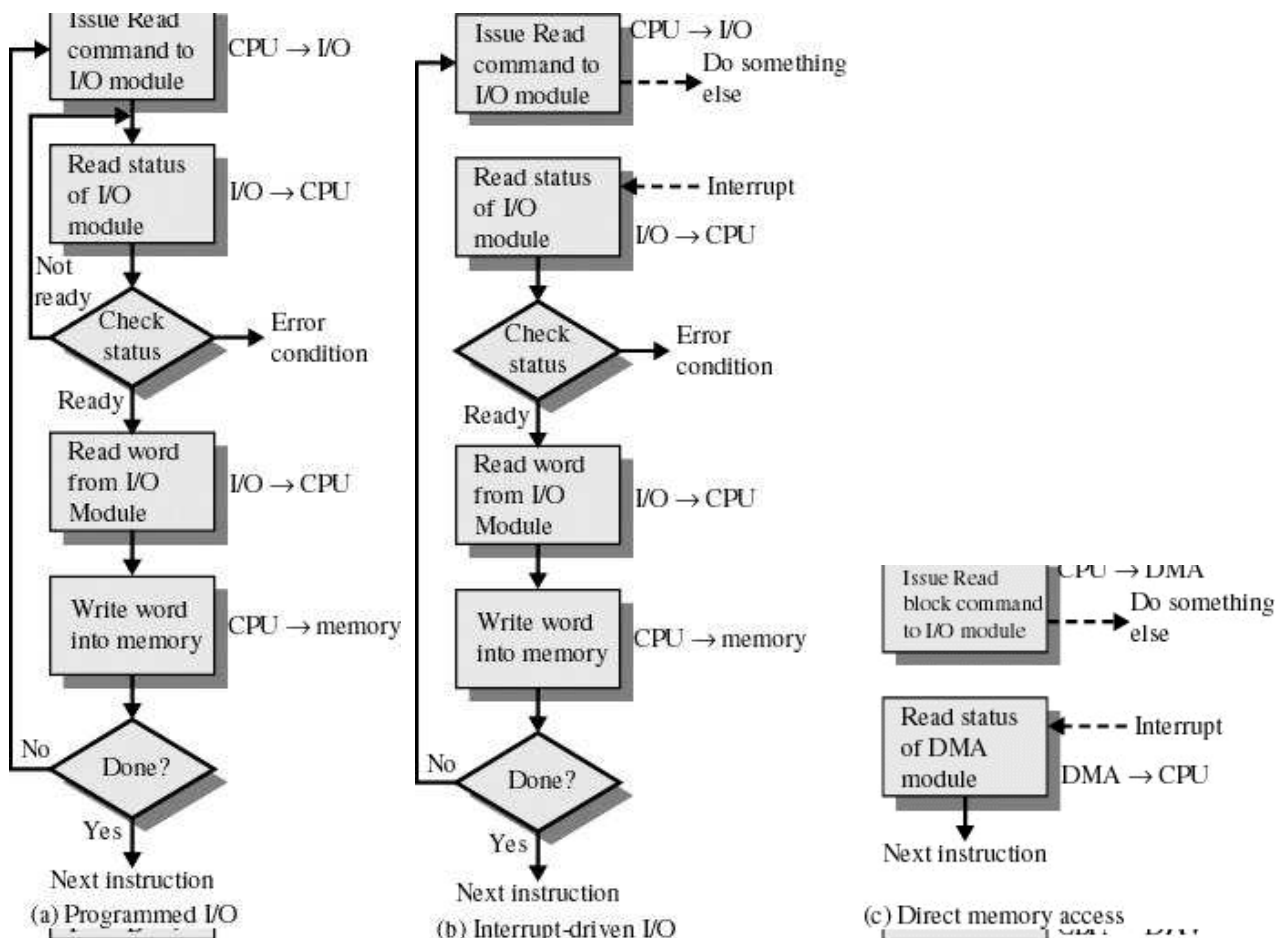 Issue Read
command to
I/O module
CPU → I/O
Read status
of I/O
module
I/O → CPU
Not
ready
Check
status
Error
condition
Ready
Read word
from I/O
Module
I/O → CPU
Write word
into memory
CPU → memory
No
Done?
Yes
Next instruction
(a) Programmed I/O
Issue Read
command to
I/O module
CPU → I/O
Do something
else
Read status
of I/O
module
Interrupt
I/O → CPU
Check
status
Error
condition
Ready
Read word
from I/O
Module
I/O → CPU
Write word
into memory
CPU → memory
No
Done?
Yes
Next instruction
(b) Interrupt-driven I/O
Issue Read
block command
to I/O module
CPU → DMA
Do something
else
Read status
of DMA
module
Interrupt
DMA → CPU
Next instruction
(c) Direct memory access